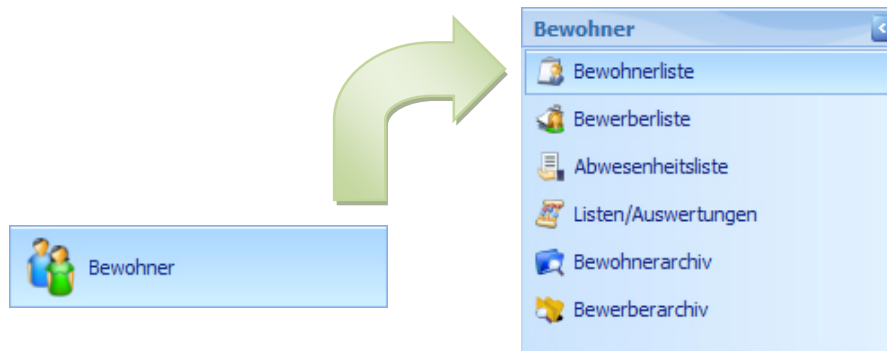 Bewohner
Bewohner
Bewohnerliste
Bewerberliste
Abwesenheitsliste
Listen/Auswertungen
Bewohnerarchiv
Bewerberarchiv